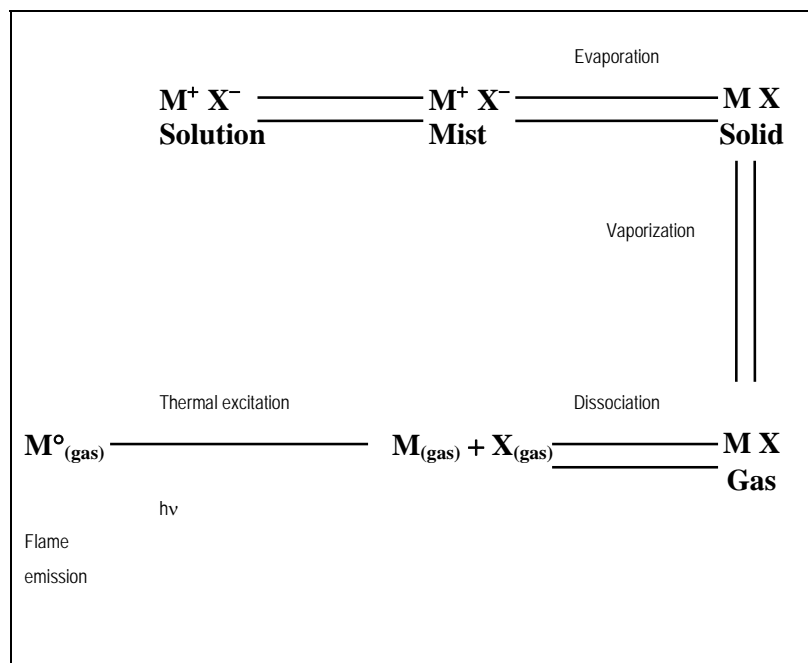 Evaporation
M⁺ X⁻ M⁺ X⁻ M X
Solution Mist Solid
Vaporization
Thermal excitation Dissociation
M°(gas) M(gas) + X(gas) M X
Gas
hν
Flame
emission